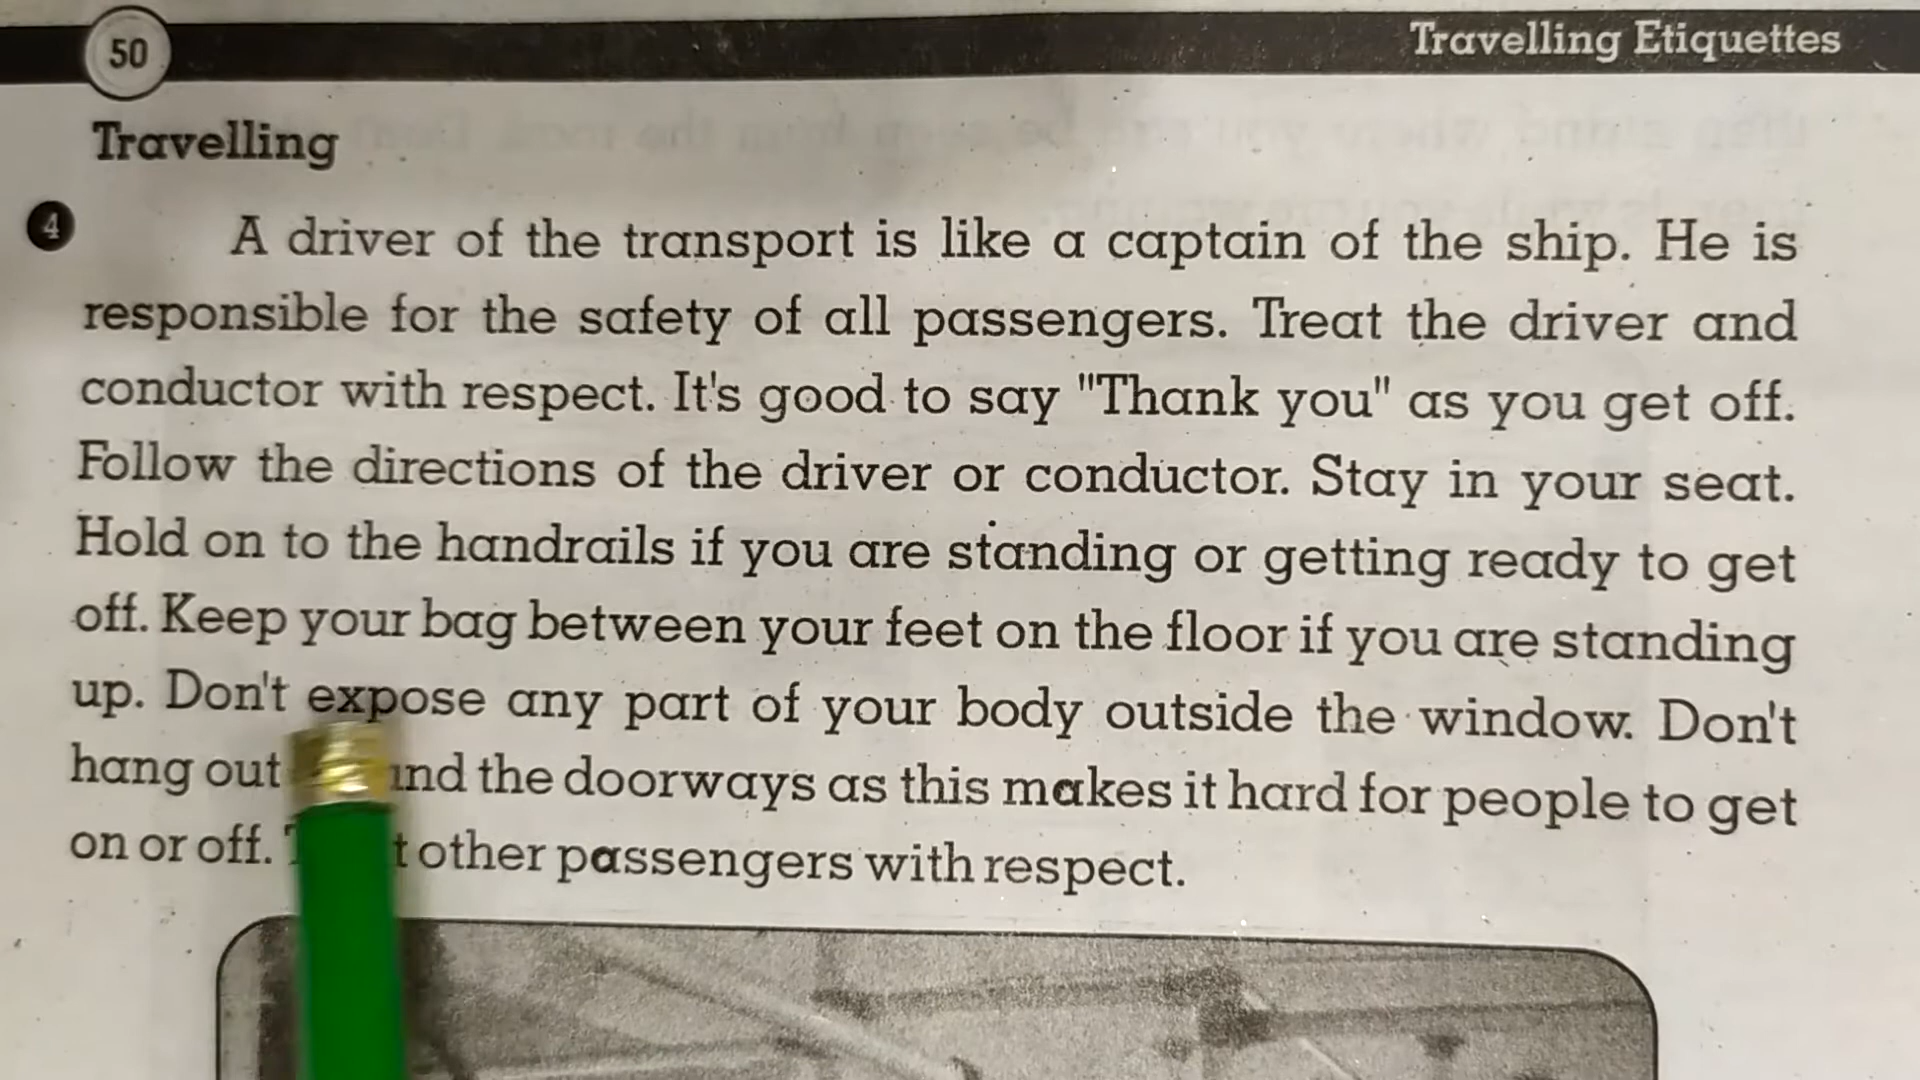 50
Travelling Etiquettes
Travelling
4
A driver of the transport is like a captain of the ship. He is
responsible for the safety of all passengers. Treat the driver and
conductor with respect. It's good to say "Thank you" as you get off.
Follow the directions of the driver or conductor. Stay in your seat.
Hold on to the handrails if you are standing or getting ready to get
off. Keep your bag between your feet on the floor if you are standing
up. Don't expose any part of your body outside the window. Don't
hang out the doorways as this makes it hard for people to get
on or off. other passengers with respect.